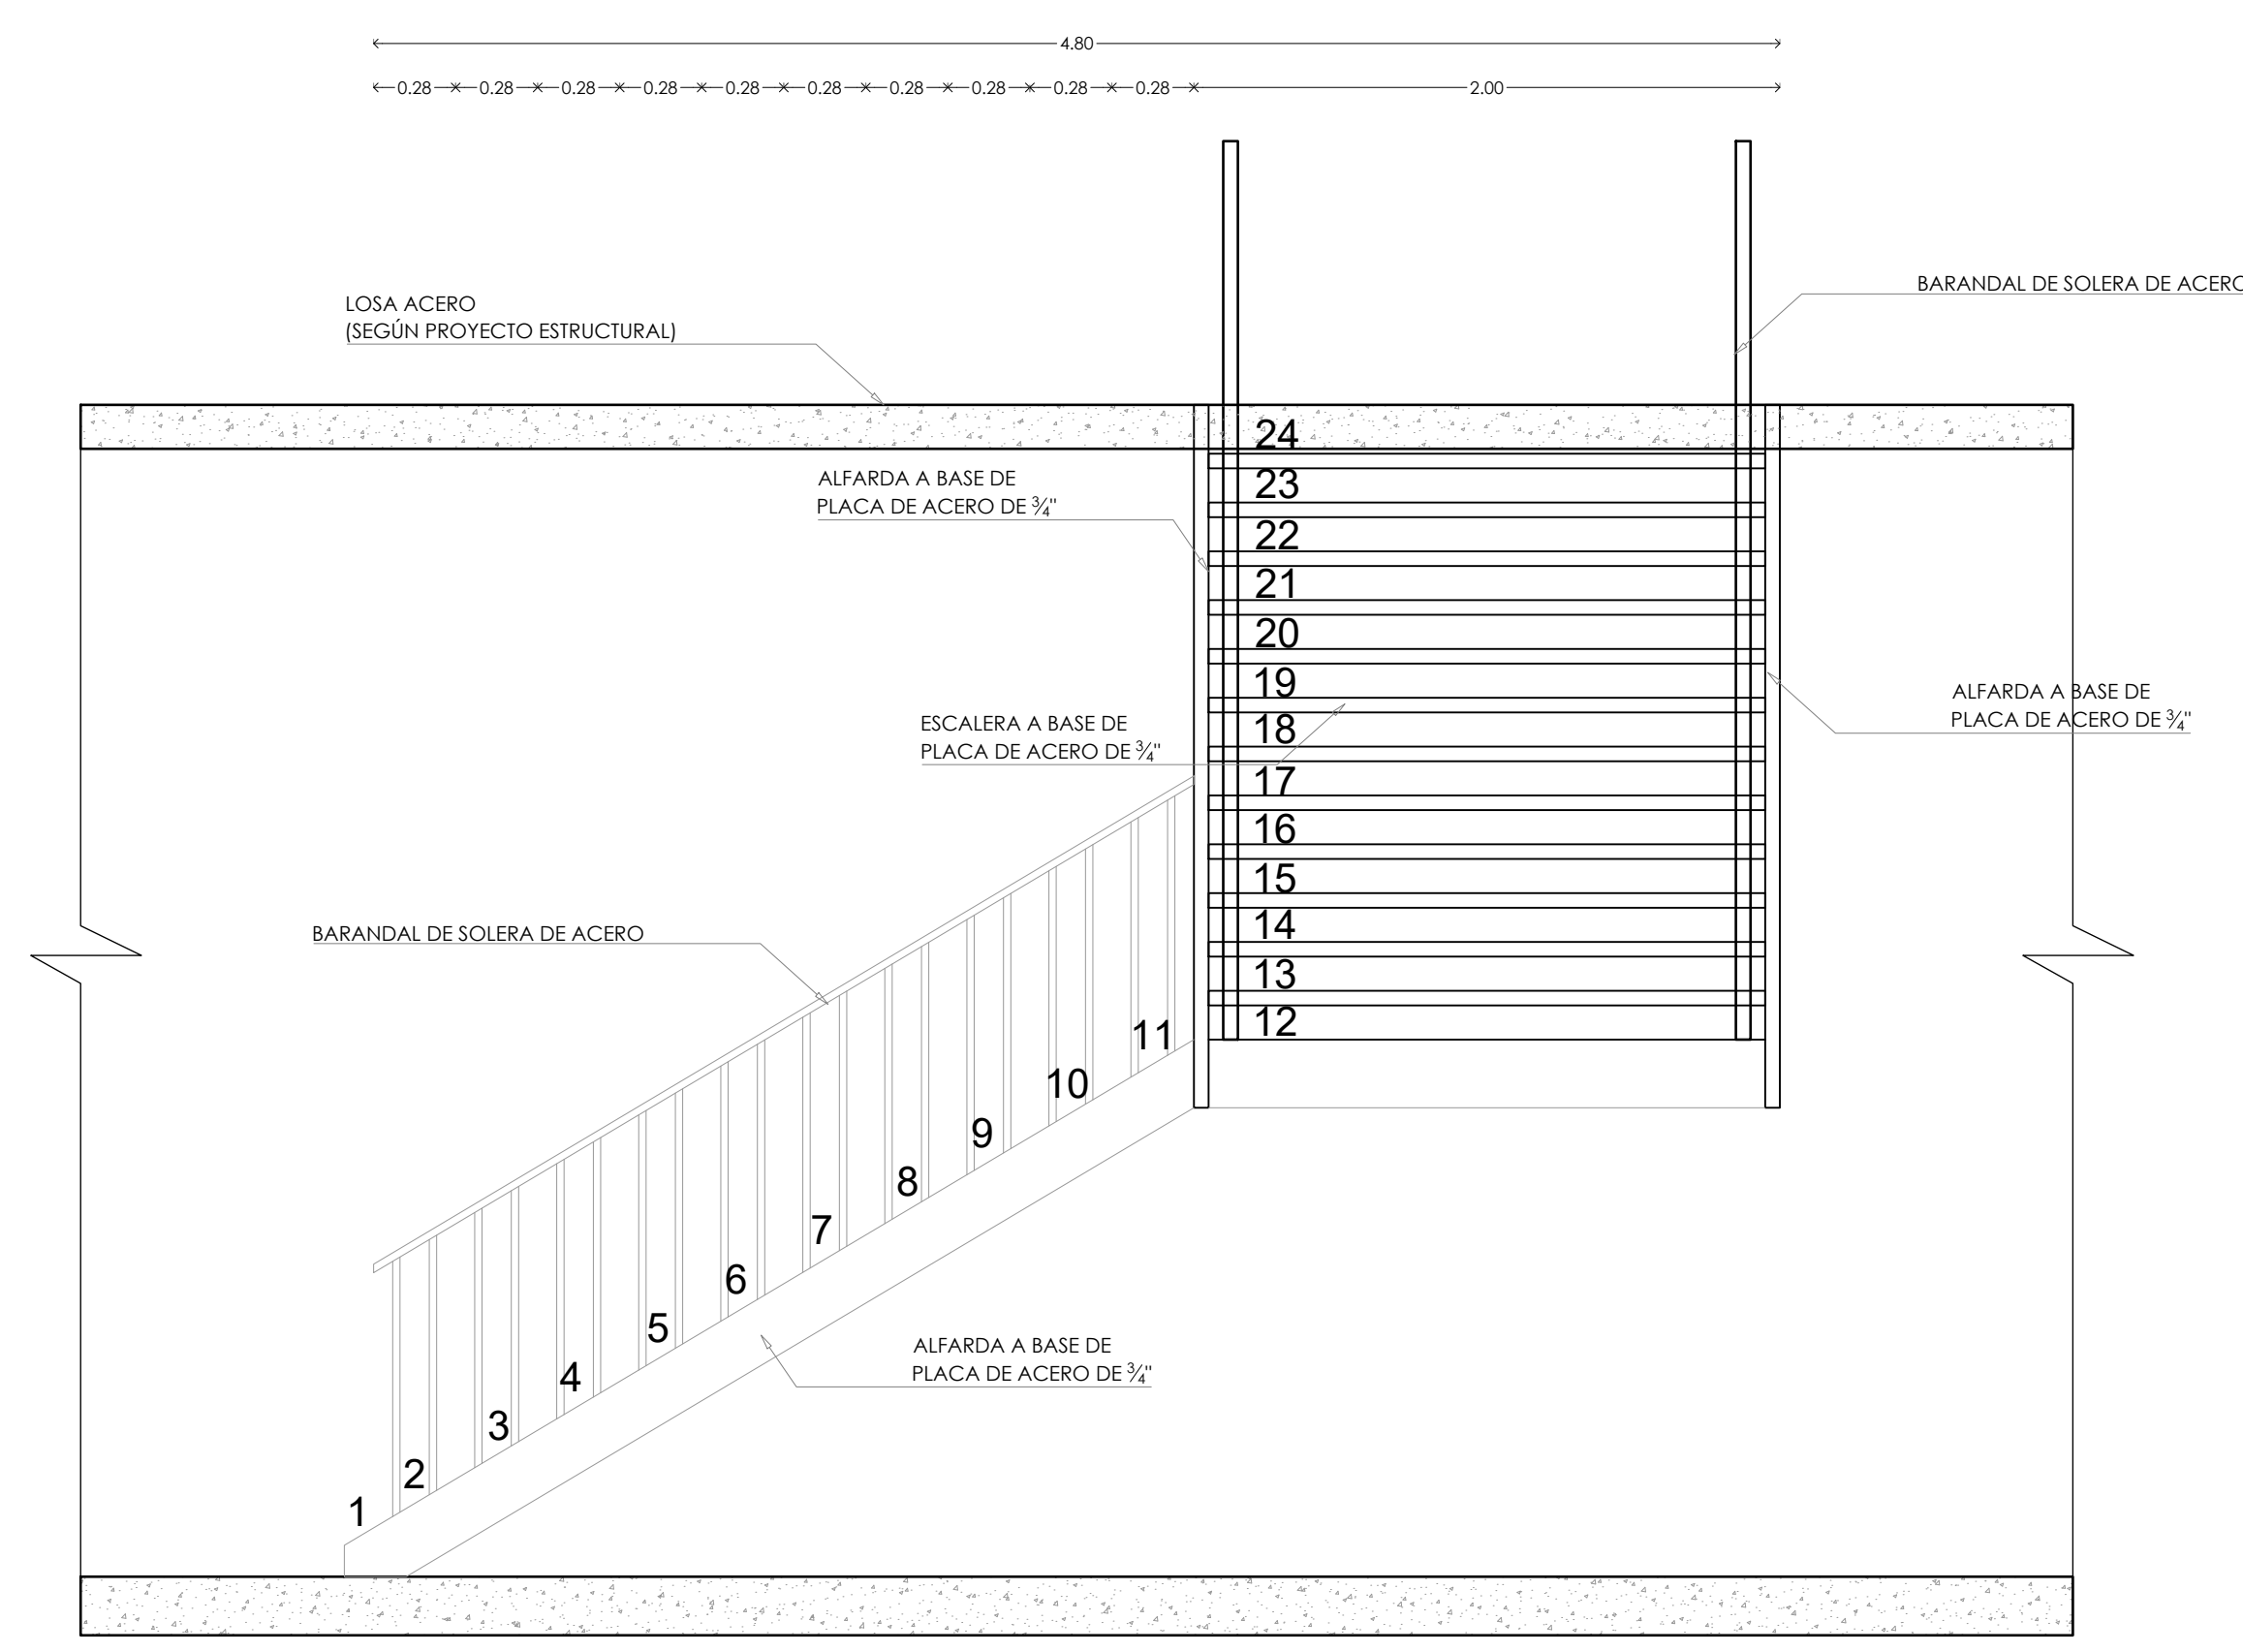 4.80
0.28 0.28 0.28 0.28 0.28 0.28 0.28 0.28 0.28 0.28 2.00
BARANDAL DE SOLERA DE ACERO
LOSA ACERO
(SEGÚN PROYECTO ESTRUCTURAL)
24
ALFARDA A BASE DE
PLACA DE ACERO DE ¾"
23
22
21
20
19
ALFARDA A BASE DE
PLACA DE ACERO DE ¾"
ESCALERA A BASE DE
PLACA DE ACERO DE ¾"
18
17
16
15
14
BARANDAL DE SOLERA DE ACERO
13
12
11
10
9
8
7
6
5
ALFARDA A BASE DE
PLACA DE ACERO DE ¾"
4
3
2
1